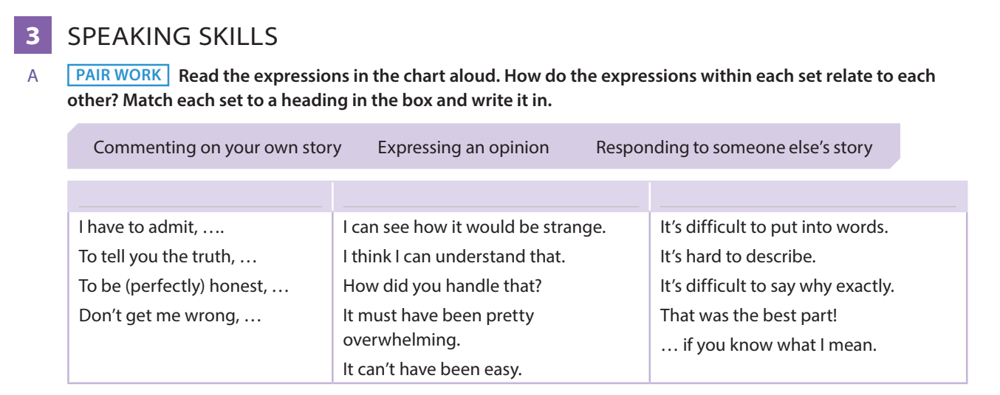 3 SPEAKING SKILLS
A PAIR WORK Read the expressions in the chart aloud. How do the expressions within each set relate to each
other? Match each set to a heading in the box and write it in.
Commenting on your own story Expressing an opinion Responding to someone else’s story
I have to admit, ….
To tell you the truth, …
To be (perfectly) honest, …
Don’t get me wrong, …
I can see how it would be strange.
I think I can understand that.
How did you handle that?
It must have been pretty
overwhelming.
It can’t have been easy.
It’s difficult to put into words.
It’s hard to describe.
It’s difficult to say why exactly.
That was the best part!
… if you know what I mean.